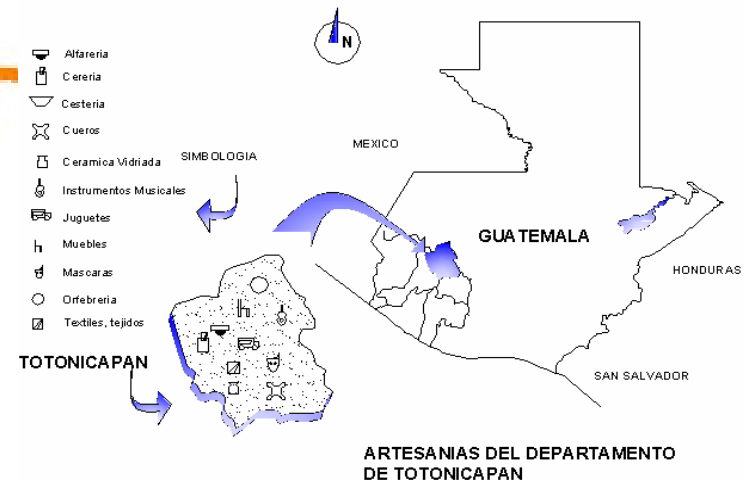 N
Alfareria
Cereria
Cesteria
Cueros
Ceramica Vidriada
Instrumentos Musicales
Juguetes
Muebles
Mascaras
Orfebreria
Textiles, tejidos
SIMBOLOGIA
MEXICO
GUATEMALA
HONDURAS
SAN SALVADOR
TOTONICAPAN
ARTESANIAS DEL DEPARTAMENTO
DE TOTONICAPAN